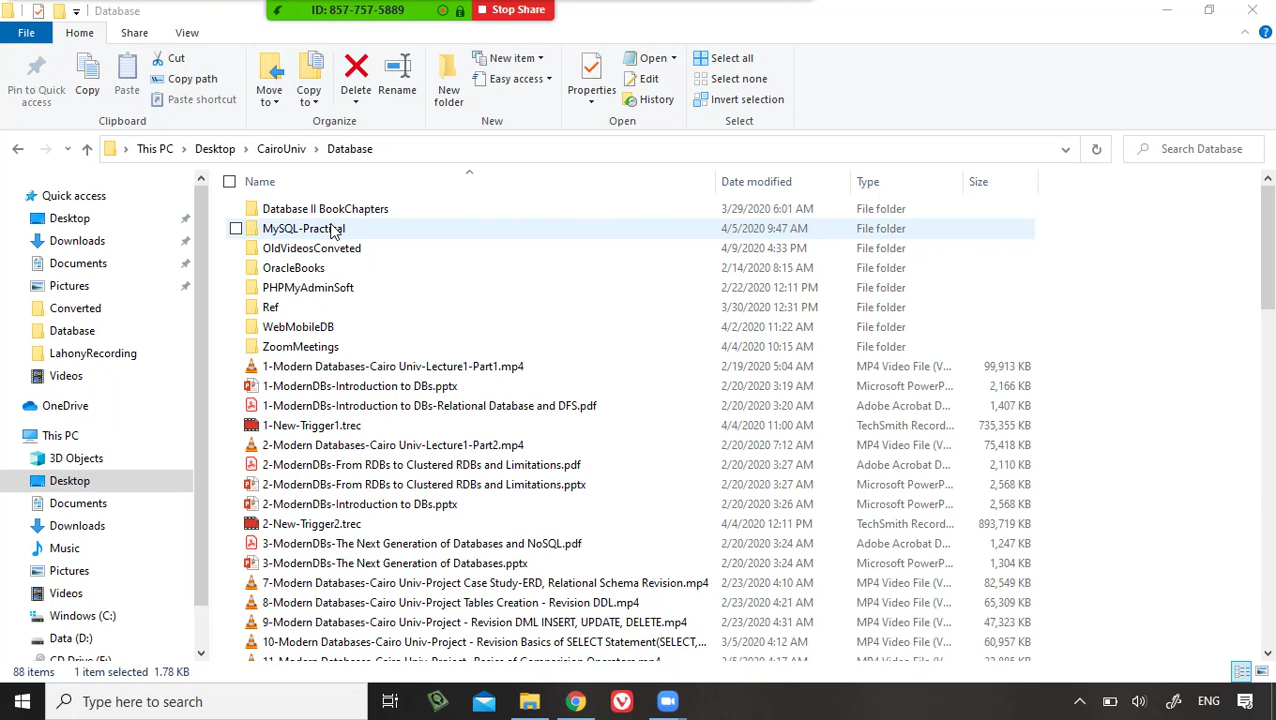 Database
ID: 857-757-5889
Stop Share
File
Home
Share
View
Pin to Quick access
Copy
Paste
Cut
Copy path
Paste shortcut
Clipboard
Move to
Copy to
Delete
Rename
Organize
New folder
New item
Easy access
New
Properties
Open
Edit
History
Open
Select all
Select none
Invert selection
Select
This PC
Desktop
CairoUniv
Database
Search Database
Quick access
Desktop
Downloads
Documents
Pictures
Converted
Database
LahonyRecording
Videos
OneDrive
This PC
3D Objects
Desktop
Documents
Downloads
Music
Pictures
Videos
Windows (C:)
Data (D:)
Name Date modified Type Size
Database II BookChapters 3/29/2020 6:01 AM File folder
MySQL-Practical 4/5/2020 9:47 AM File folder
OldVideosConveted 4/9/2020 4:33 PM File folder
OracleBooks 2/14/2020 8:15 AM File folder
PHPMyAdminSoft 2/22/2020 12:11 PM File folder
Ref 3/30/2020 12:31 PM File folder
WebMobileDB 4/2/2020 11:22 AM File folder
ZoomMeetings 4/4/2020 10:15 AM File folder
1-Modern Databases-Cairo Univ-Lecture1-Part1.mp4 2/19/2020 5:04 AM MP4 Video File (V... 99,913 KB
1-ModernDBs-Introduction to DBs.pptx 2/20/2020 3:19 AM Microsoft PowerP... 2,166 KB
1-ModernDBs-Introduction to DBs-Relational Database and DFS.pdf 2/20/2020 3:20 AM Adobe Acrobat D... 1,407 KB
1-New-Trigger1.trec 4/4/2020 11:00 AM TechSmith Record... 735,355 KB
2-Modern Databases-Cairo Univ-Lecture1-Part2.mp4 2/20/2020 7:12 AM MP4 Video File (V... 75,418 KB
2-ModernDBs-From RDBs to Clustered RDBs and Limitations.pdf 2/20/2020 3:27 AM Adobe Acrobat D... 2,110 KB
2-ModernDBs-From RDBs to Clustered RDBs and Limitations.pptx 2/20/2020 3:27 AM Microsoft PowerP... 2,568 KB
2-ModernDBs-Introduction to DBs.pptx 2/20/2020 3:26 AM Microsoft PowerP... 2,568 KB
2-New-Trigger2.trec 4/4/2020 12:11 PM TechSmith Record... 893,719 KB
3-ModernDBs-The Next Generation of Databases and NoSQL.pdf 2/20/2020 3:24 AM Adobe Acrobat D... 1,247 KB
3-ModernDBs-The Next Generation of Databases.pptx 2/20/2020 3:24 AM Microsoft PowerP... 1,304 KB
7-Modern Databases-Cairo Univ-Project Case Study-ERD, Relational Schema Revision.mp4 2/23/2020 4:10 AM MP4 Video File (V... 82,549 KB
8-Modern Databases-Cairo Univ-Project Tables Creation - Revision DDL.mp4 2/23/2020 4:21 AM MP4 Video File (V... 65,309 KB
9-Modern Databases-Cairo Univ-Project - Revision DML INSERT, UPDATE, DELETE.mp4 2/23/2020 4:31 AM MP4 Video File (V... 47,323 KB
10-Modern Databases-Cairo Univ-Project - Revision Basics of SELECT Statement(SELECT,... 3/5/2020 4:12 AM MP4 Video File (V... 60,957 KB
88 items 1 item selected 1.78 KB
Type here to search
ENG